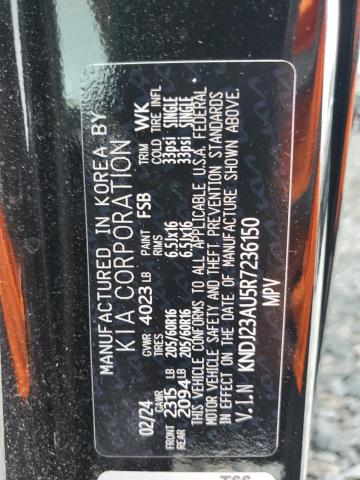 MANUFACTURED IN KOREA BY
KIA CORPORATION
02/24 GVWR 4023 LB PAINT FSB TRIM WK
GAWR TIRES RIMS COLD TIRE INFL
FRONT 2315 LB 205/60R16 6.5JX16 33psi SINGLE
REAR 2094 LB 205/60R16 6.5JX16 33psi SINGLE
THIS VEHICLE CONFORMS TO ALL APPLICABLE U.S.A. FEDERAL
MOTOR VEHICLE SAFETY AND THEFT PREVENTION STANDARDS
IN EFFECT ON THE DATE OF MANUFACTURE SHOWN ABOVE.
V.I.N KNDJ23AU5R7236150
MPV